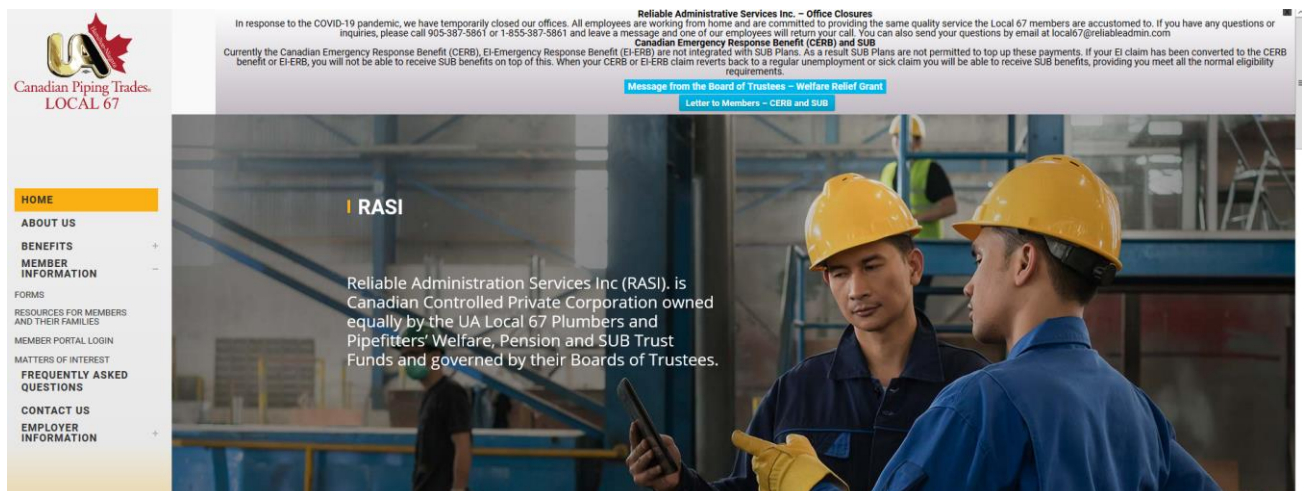 UA
Canadian Piping Trades
LOCAL 67
Reliable Administrative Services Inc. – Office Closures
In response to the COVID-19 pandemic, we have temporarily closed our offices. All employees are working from home and are committed to providing the same quality service the Local 67 members are accustomed to. If you have any questions or
inquiries, please call 905-387-5861 or 1-855-387-5861 and leave a message and one of our employees will return your call. You can also send your questions by email at local67@reliableadmin.com
Canadian Emergency Response Benefit (CERB) and SUB
Currently the Canadian Emergency Response Benefit (CERB), EI-Emergency Response Benefit (EI-ERB) are not integrated with SUB Plans. As a result SUB Plans are not permitted to top up these payments. If your EI claim has been converted to the CERB
benefit or EI-ERB, you will not be able to receive SUB benefits on top of this. When your CERB or EI-ERB claim reverts back to a regular unemployment or sick claim you will be able to receive SUB benefits, providing you meet all the normal eligibility
requirements.
Message from the Board of Trustees – Welfare Relief Grant
Letter to Members – CERB and SUB
HOME
ABOUT US
BENEFITS +
MEMBER
INFORMATION −
FORMS
RESOURCES FOR MEMBERS
AND THEIR FAMILIES
MEMBER PORTAL LOGIN
MATTERS OF INTEREST
FREQUENTLY ASKED
QUESTIONS
CONTACT US
EMPLOYER
INFORMATION +
RASI
Reliable Administration Services Inc (RASI). is
Canadian Controlled Private Corporation owned
equally by the UA Local 67 Plumbers and
Pipefitters' Welfare, Pension and SUB Trust
Funds and governed by their Boards of Trustees.